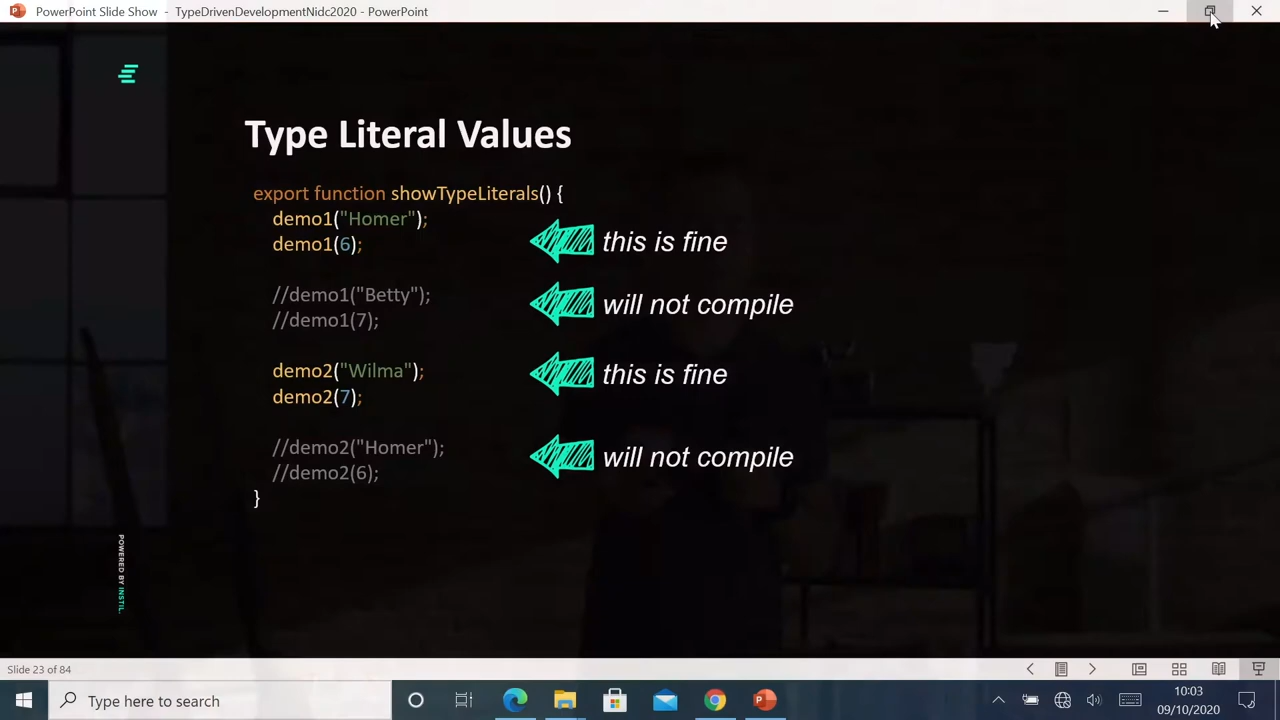 PowerPoint Slide Show - TypeDrivenDevelopmentNidc2020 - PowerPoint
Type Literal Values
export function showTypeLiterals() {
demo1("Homer");
demo1(6);
this is fine
//demo1("Betty");
//demo1(7);
will not compile
demo2("Wilma");
demo2(7);
this is fine
//demo2("Homer");
//demo2(6);
will not compile
}
POWERED BY INSTIL.
Slide 23 of 84
Type here to search
10:03
09/10/2020